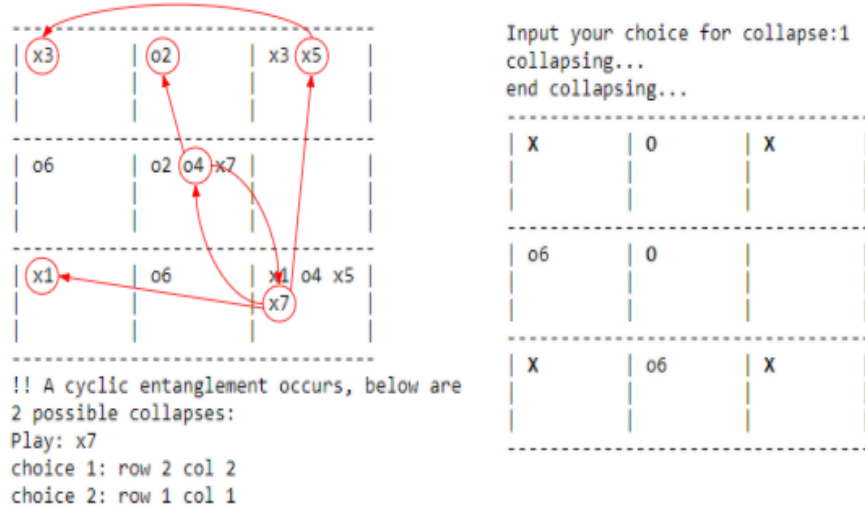 x3 o2 x3 x5
o6 o2 o4 x7
x1 o6 x1 o4 x5
x7
!! A cyclic entanglement occurs, below are
2 possible collapses:
Play: x7
choice 1: row 2 col 2
choice 2: row 1 col 1
Input your choice for collapse:1
collapsing...
end collapsing...
X O X
o6 O
X o6 X